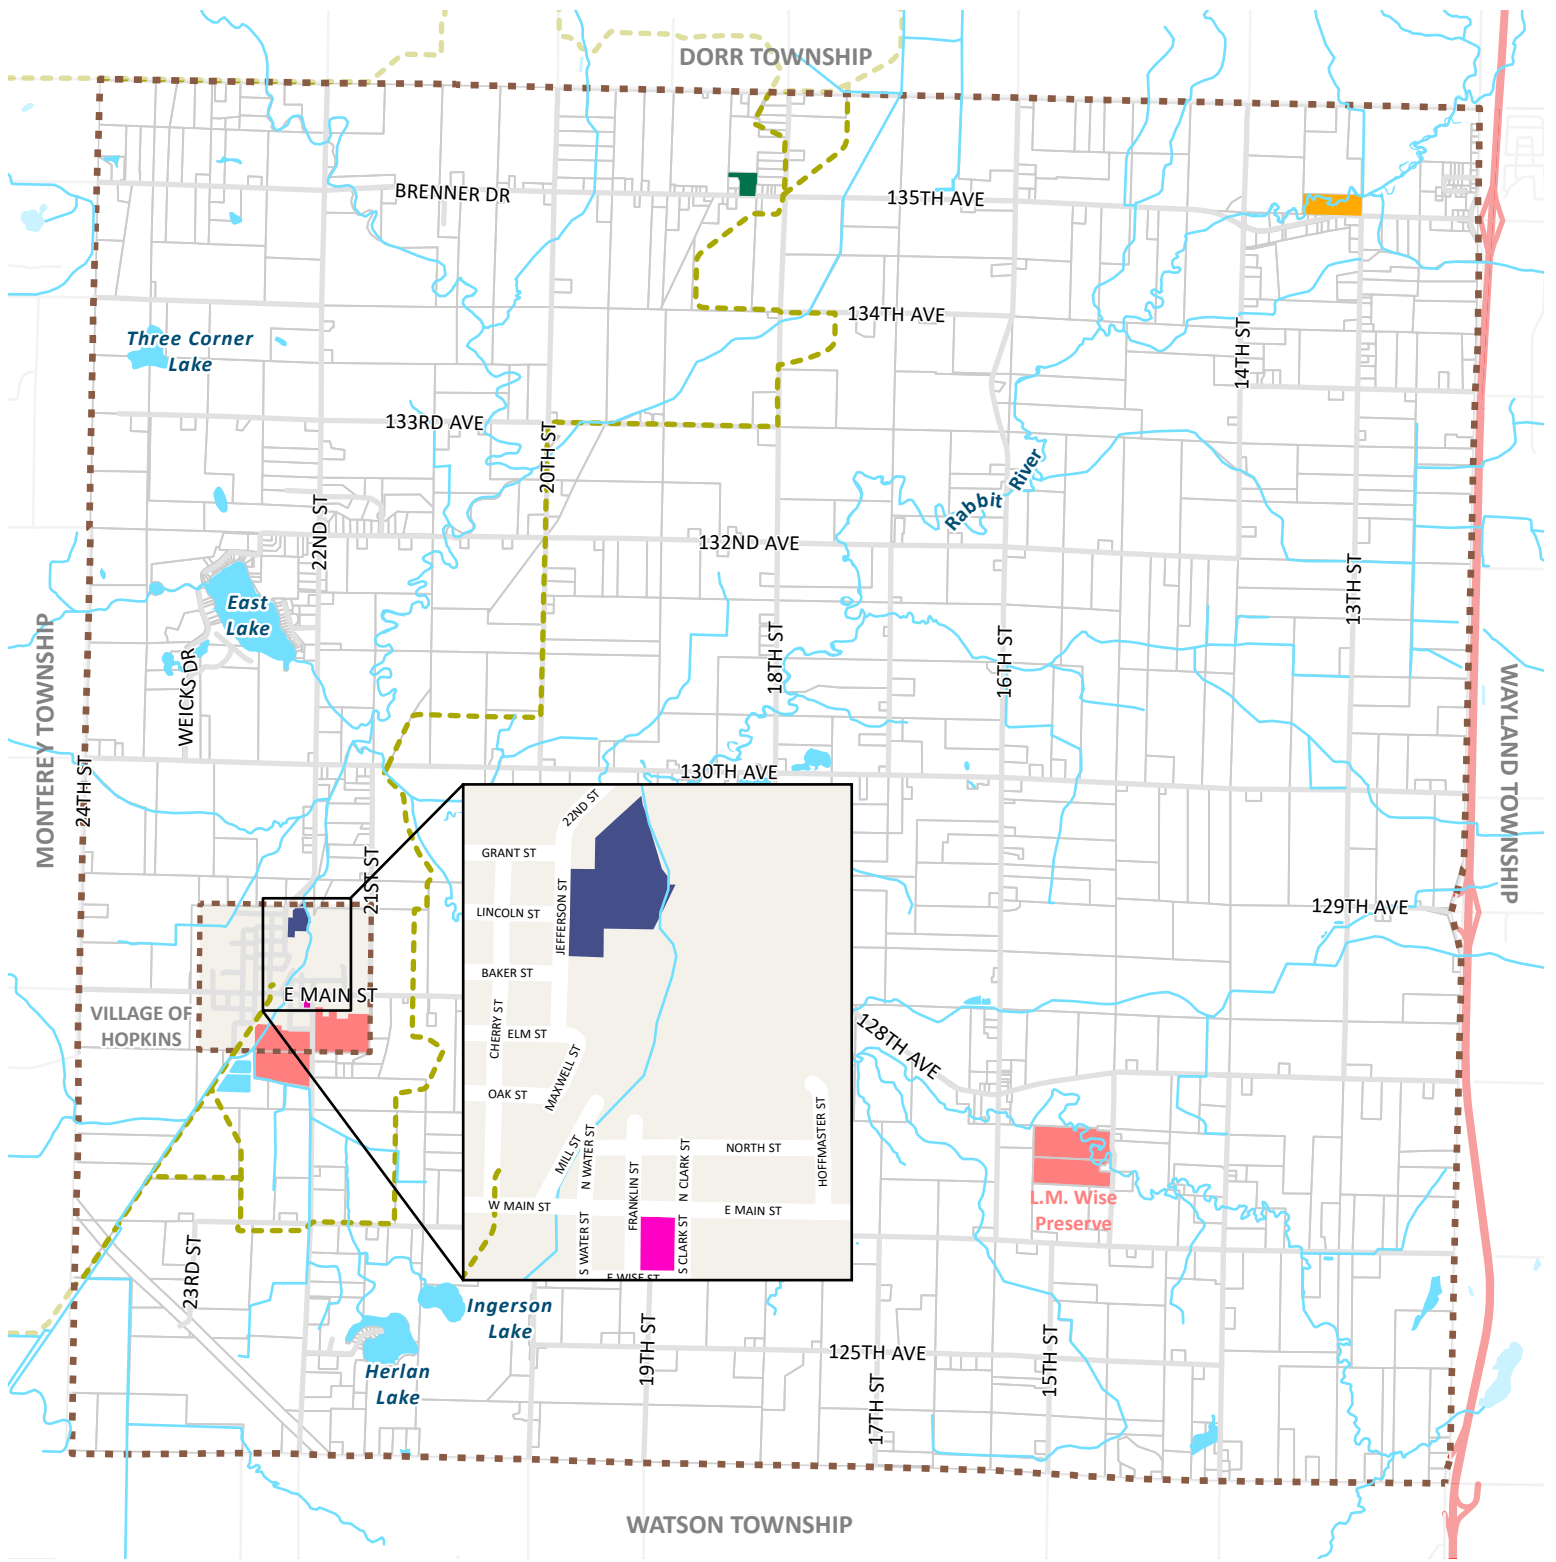 DORR TOWNSHIP
BRENNER DR
135TH AVE
134TH AVE
Three Corner
Lake
14TH ST
133RD AVE
20TH ST
Rabbit River
22ND ST
132ND AVE
13TH ST
East
Lake
MONTEREY TOWNSHIP
WEICKS DR
18TH ST
16TH ST
WAYLAND TOWNSHIP
24TH ST
130TH AVE
21ST ST
22ND ST
GRANT ST
JEFFERSON ST
LINCOLN ST
129TH AVE
BAKER ST
E MAIN ST
VILLAGE OF
HOPKINS
CHERRY ST
ELM ST
MAXWELL ST
128TH AVE
OAK ST
MILL ST
N WATER ST
FRANKLIN ST
N CLARK ST
NORTH ST
HOFFMASTER ST
W MAIN ST
E MAIN ST
S WATER ST
S CLARK ST
E WISE ST
L.M. Wise
Preserve
23RD ST
Ingerson
Lake
Herlan
Lake
19TH ST
125TH AVE
17TH ST
15TH ST
WATSON TOWNSHIP